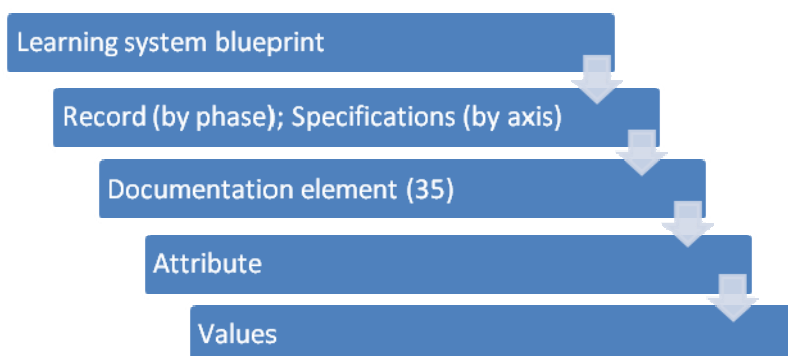 Learning system blueprint
Record (by phase); Specifications (by axis)
Documentation element (35)
Attribute
Values